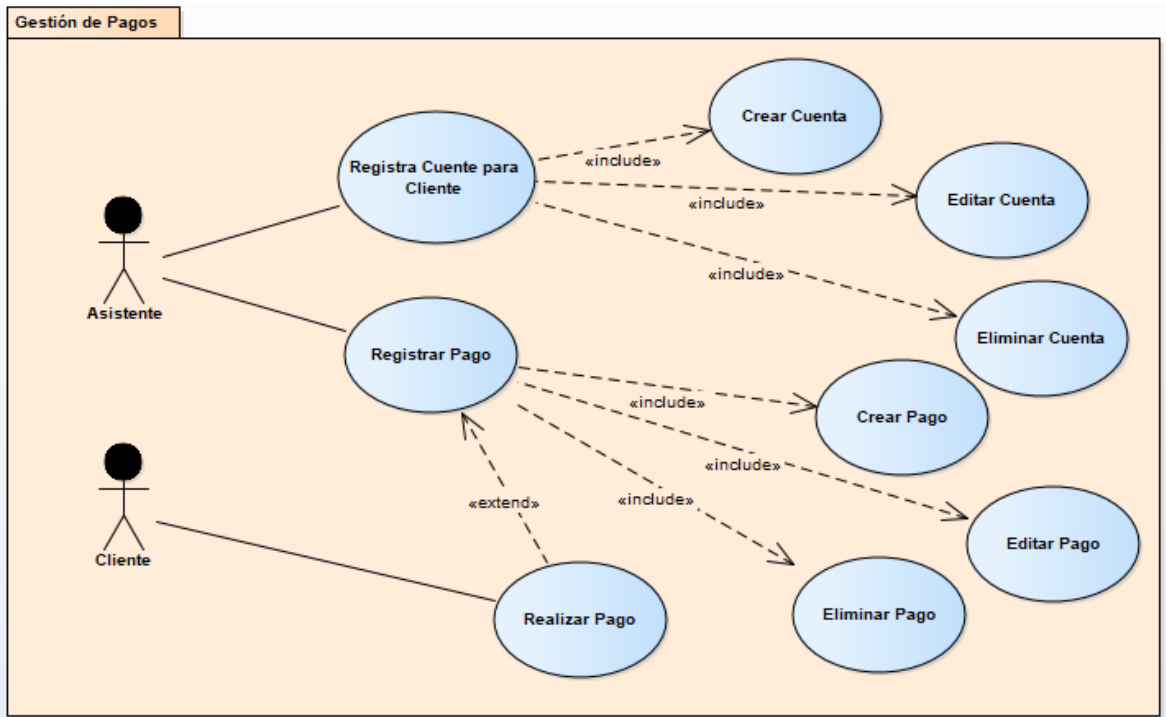 Gestión de Pagos
Crear Cuenta
Registra Cuente para
Cliente
«include»
Editar Cuenta
«include»
«include»
Asistente
Eliminar Cuenta
Registrar Pago
«include»
Crear Pago
«include»
«include»
«extend»
Editar Pago
Cliente
Realizar Pago
Eliminar Pago